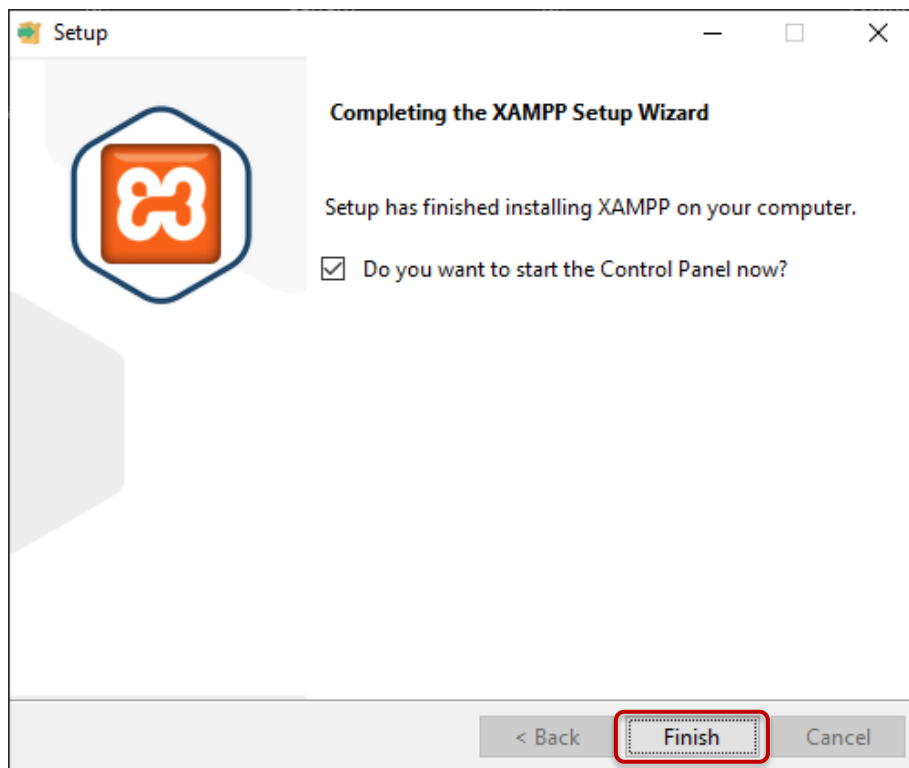 Setup
Completing the XAMPP Setup Wizard
Setup has finished installing XAMPP on your computer.
Do you want to start the Control Panel now?
< Back
Finish
Cancel